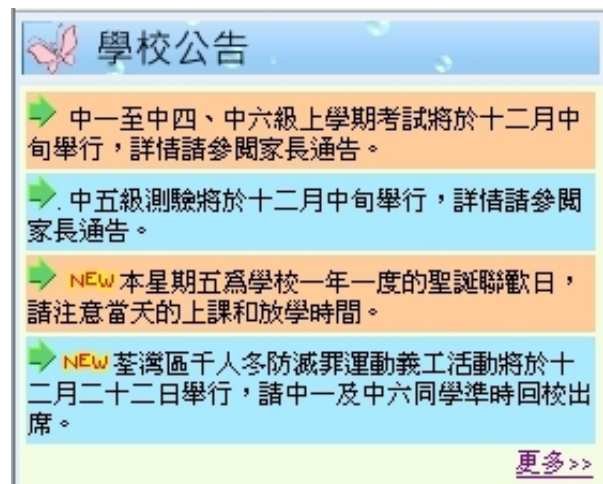 學校公告
中一至中四、中六級上學期考試將於十二月中
旬舉行，詳情請參閱家長通告。
. 中五級測驗將於十二月中旬舉行，詳情請參閱
家長通告。
NEW 本星期五爲學校一年一度的聖誕聯歡日，
請注意當天的上課和放學時間。
NEW 荃灣區千人冬防滅罪運動義工活動將於十
二月二十二日舉行，請中一及中六同學準時回校出
席。
更多>>